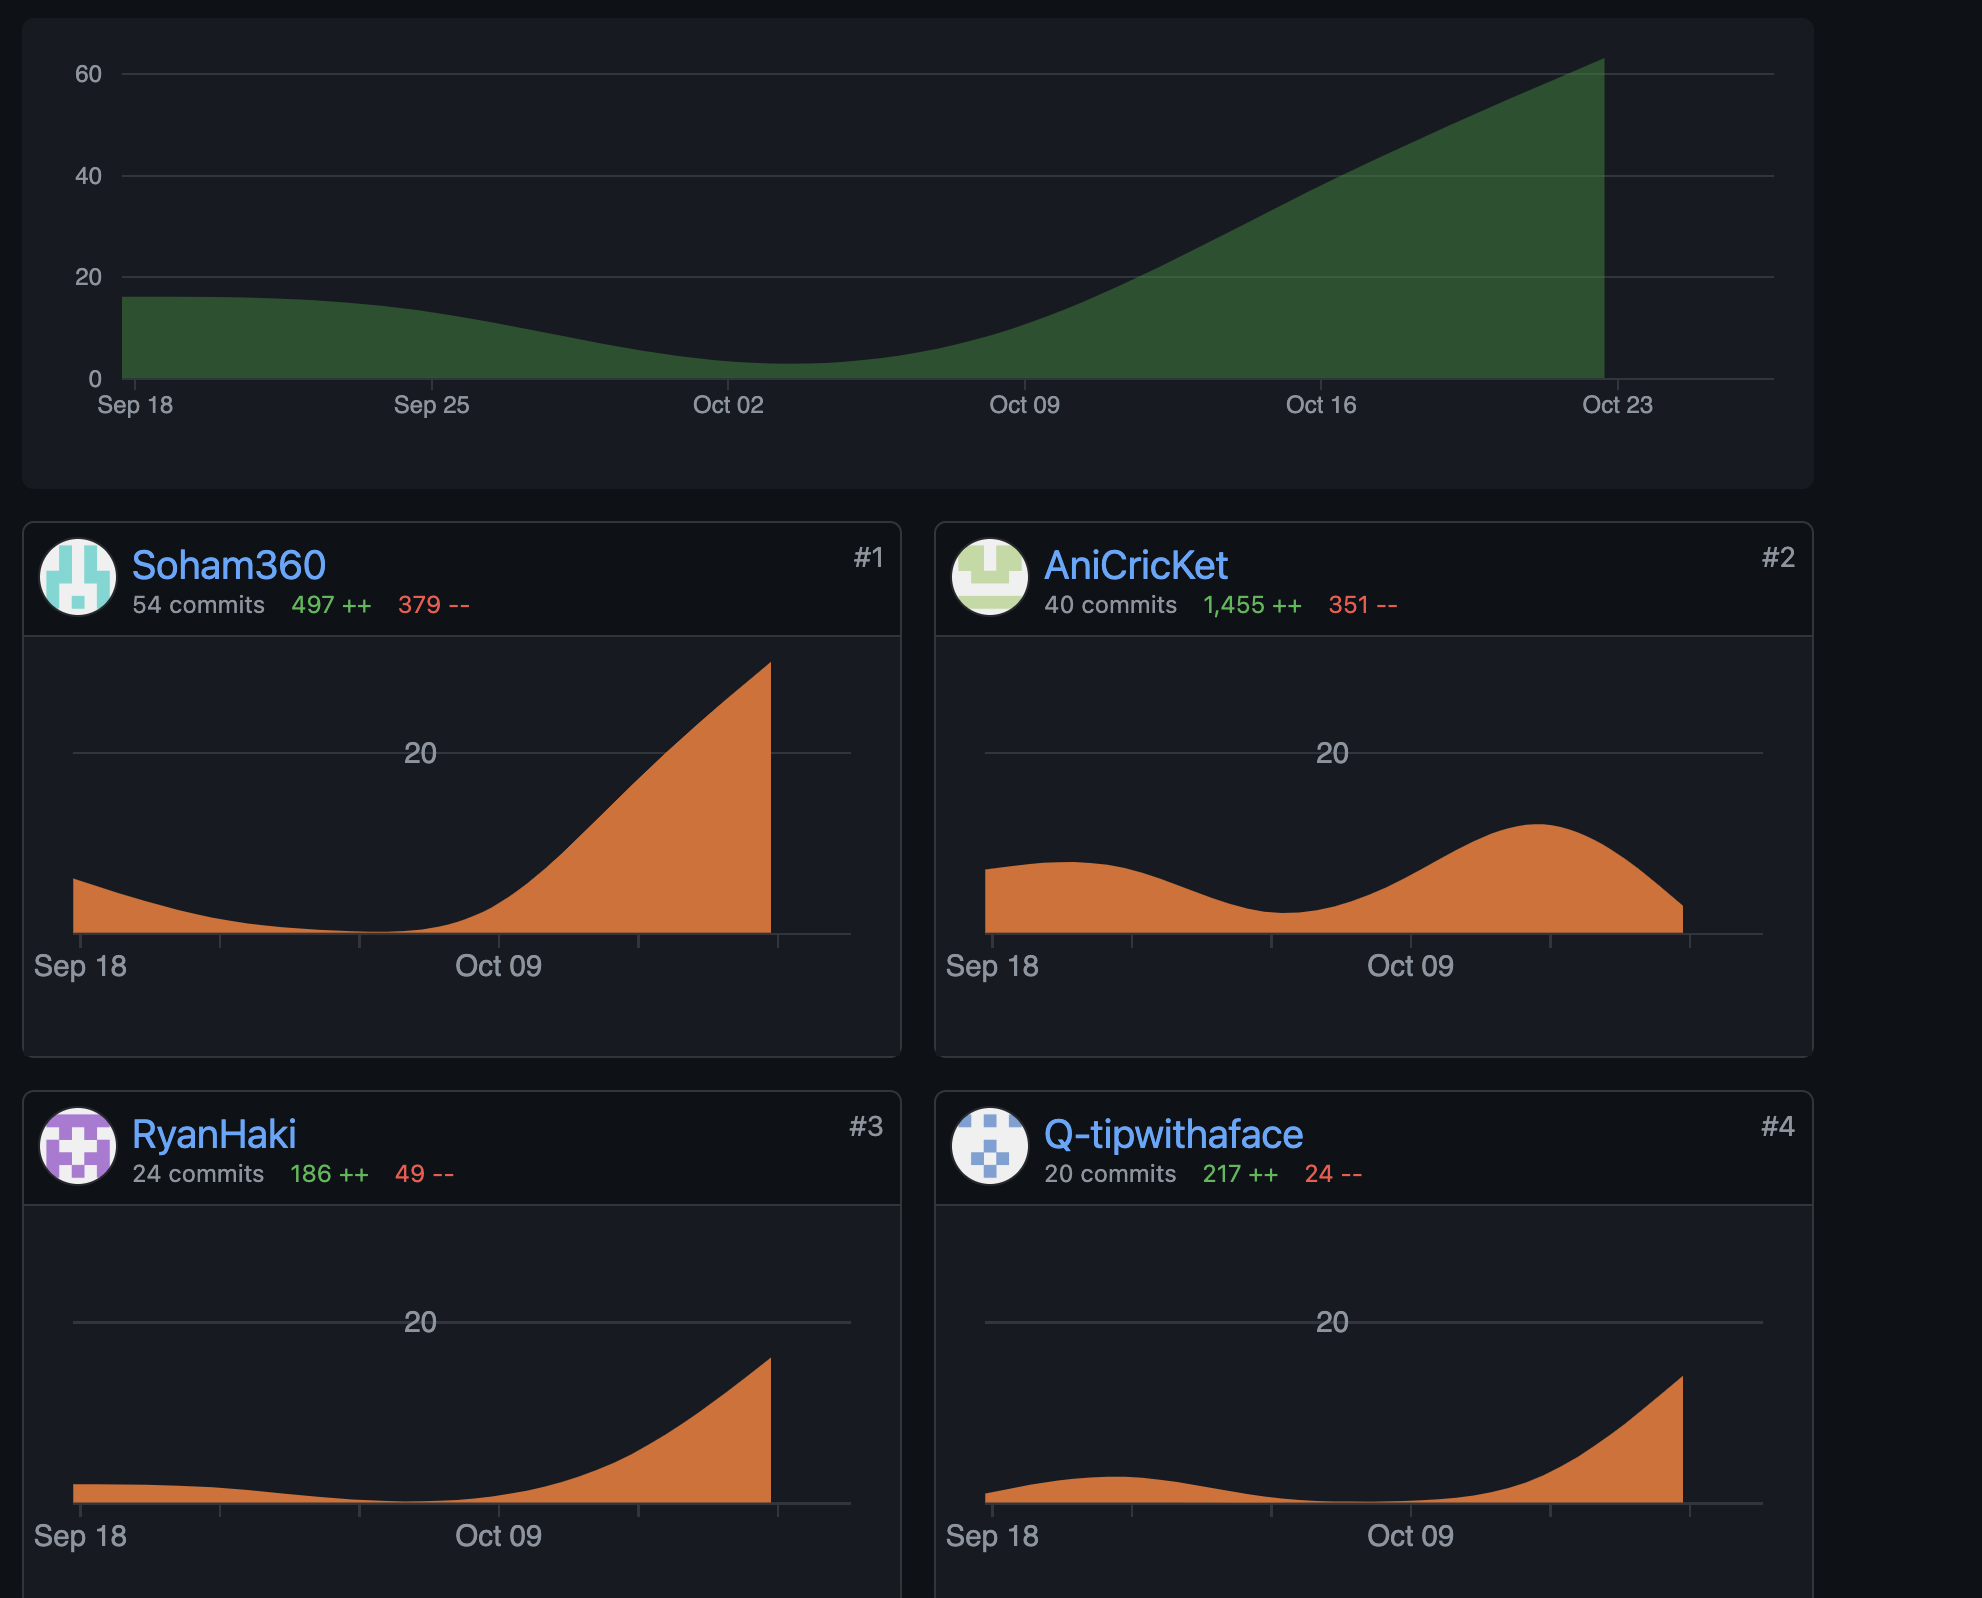 60
40
20
0
Sep 18 Sep 25 Oct 02 Oct 09 Oct 16 Oct 23
Soham360 #1
54 commits 497 ++ 379 --
20
Sep 18 Oct 09
AniCricKet #2
40 commits 1,455 ++ 351 --
20
Sep 18 Oct 09
RyanHaki #3
24 commits 186 ++ 49 --
20
Sep 18 Oct 09
Q-tipwithaface #4
20 commits 217 ++ 24 --
20
Sep 18 Oct 09